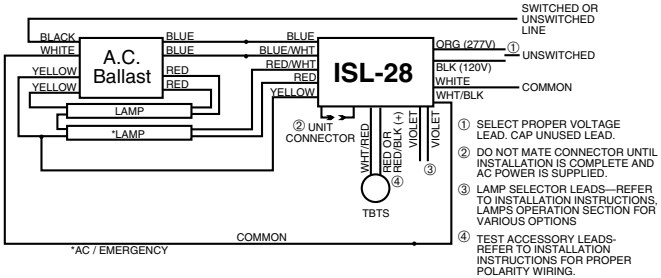 SWITCHED OR
UNSWITCHED
LINE
BLACK
BLUE
BLUE
WHITE
BLUE
BLUE/WHT
A.C.
Ballast
ISL-28
ORG (277V)
①
UNSWITCHED
BLK (120V)
YELLOW
RED
RED/WHT
RED
YELLOW
RED
YELLOW
WHITE
COMMON
WHT/BLK
LAMP
*LAMP
② UNIT
CONNECTOR
WHT/RED
RED OR
RED/BLK (+)
VIOLET
VIOLET
③
④
TBTS
COMMON
*AC / EMERGENCY
① SELECT PROPER VOLTAGE
LEAD. CAP UNUSED LEAD.
② DO NOT MATE CONNECTOR UNTIL
INSTALLATION IS COMPLETE AND
AC POWER IS SUPPLIED.
③ LAMP SELECTOR LEADS—REFER
TO INSTALLATION INSTRUCTIONS,
LAMPS OPERATION SECTION FOR
VARIOUS OPTIONS
④ TEST ACCESSORY LEADS-
REFER TO INSTALLATION
INSTRUCTIONS FOR PROPER
POLARITY WIRING.